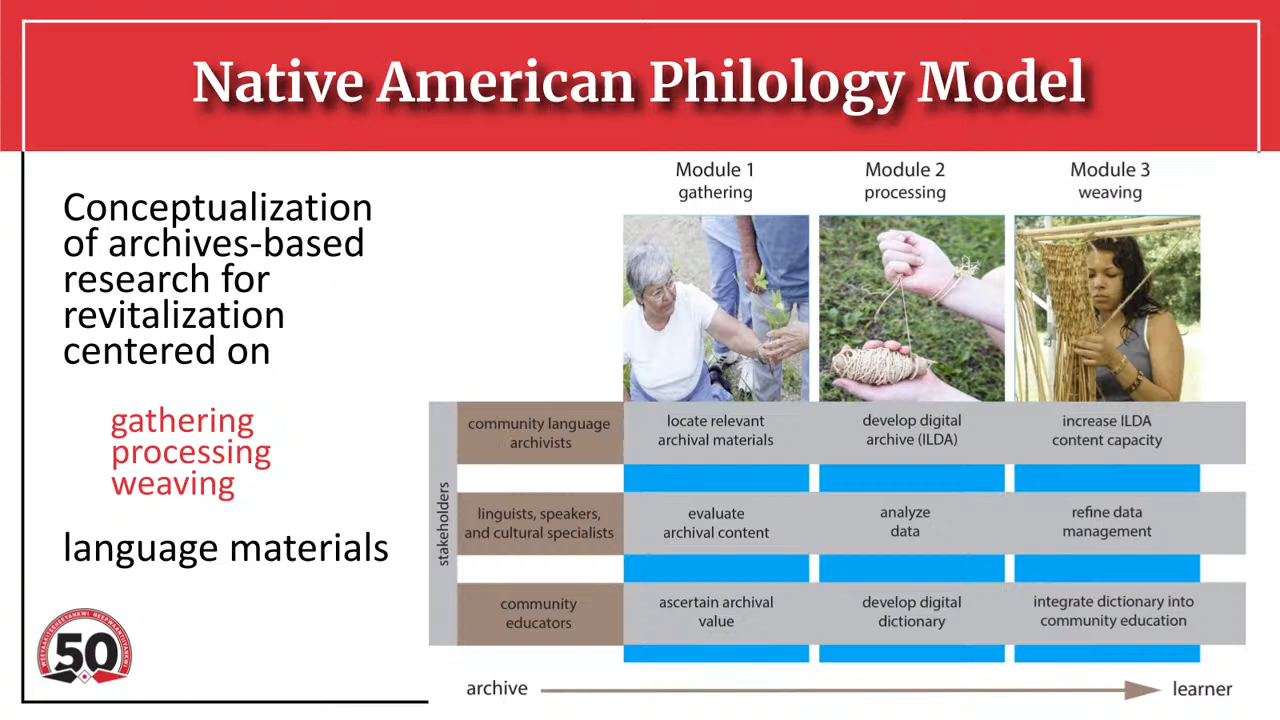 Native American Philology Model
Conceptualization
of archives-based
research for
revitalization
centered on
gathering
processing
weaving
language materials
50
Module 1
gathering
Module 2
processing
Module 3
weaving
stakeholders
community language
archivists
locate relevant
archival materials
develop digital
archive (ILDA)
increase ILDA
content capacity
linguists, speakers,
and cultural specialists
evaluate
archival content
analyze
data
refine data
management
community
educators
ascertain archival
value
develop digital
dictionary
integrate dictionary into
community education
archive
learner